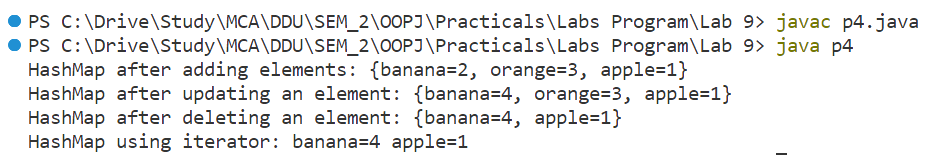 PS C:\Drive\Study\MCA\DDU\SEM_2\OOPJ\Practicals\Labs Program\Lab 9> javac p4.java
PS C:\Drive\Study\MCA\DDU\SEM_2\OOPJ\Practicals\Labs Program\Lab 9> java p4
HashMap after adding elements: {banana=2, orange=3, apple=1}
HashMap after updating an element: {banana=4, orange=3, apple=1}
HashMap after deleting an element: {banana=4, apple=1}
HashMap using iterator: banana=4 apple=1